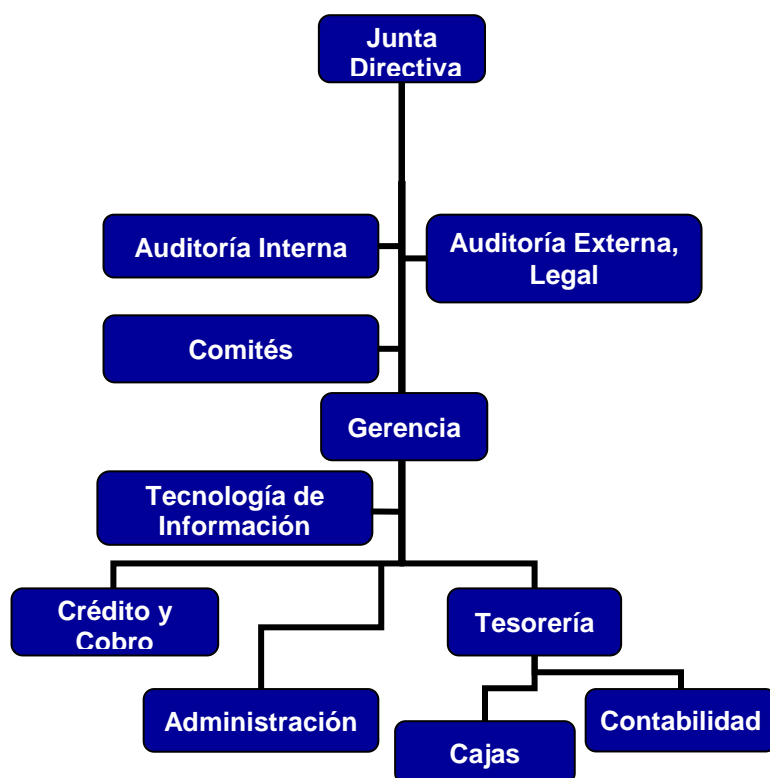 Junta
Directiva
Auditoría Interna
Auditoría Externa,
Legal
Comités
Gerencia
Tecnología de
Información
Crédito y
Cobro
Tesorería
Administración
Contabilidad
Cajas